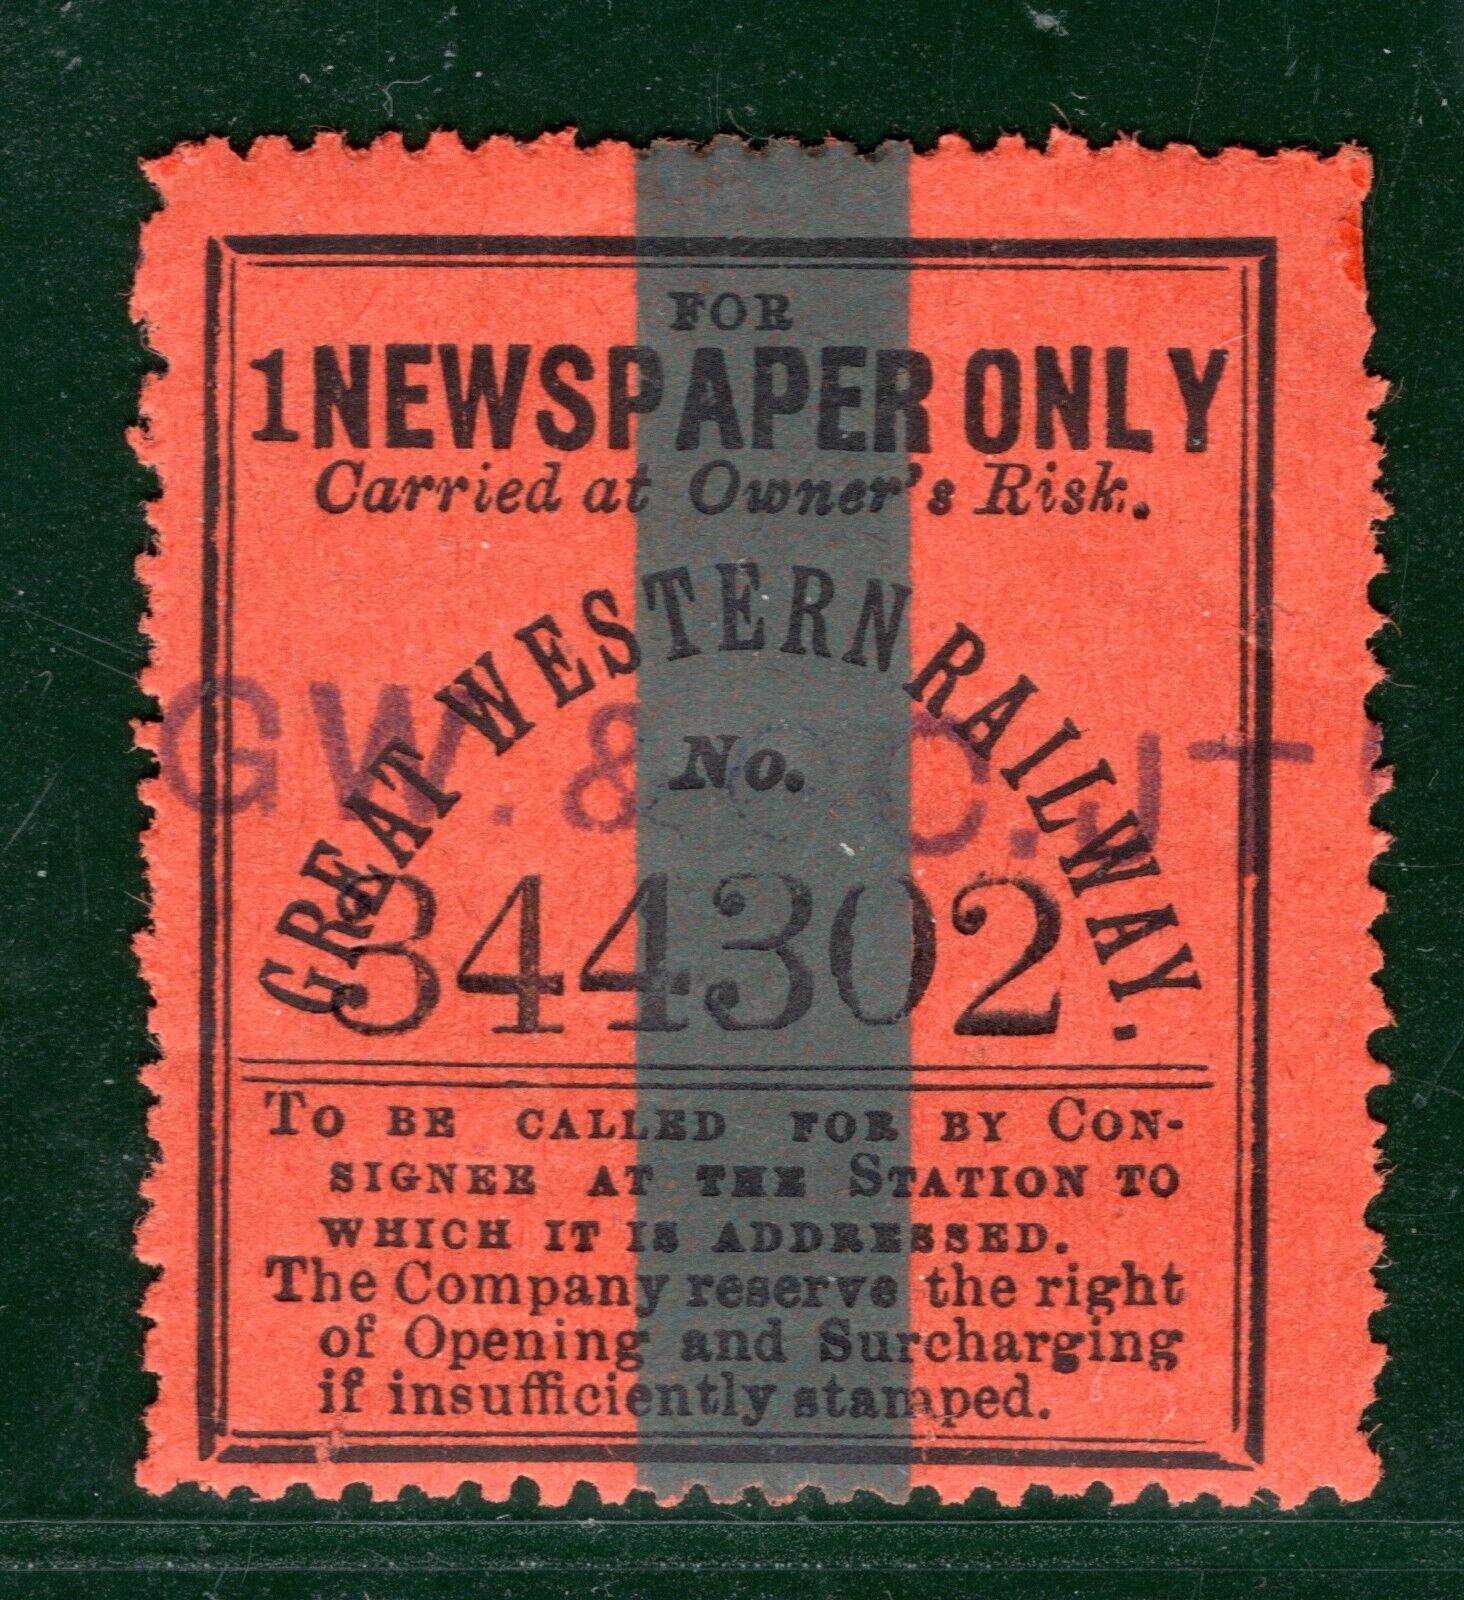 FOR
1 NEWSPAPER ONLY
Carried at Owner's Risk.
GREAT WESTERN RAILWAY.
No.
GW. & G.C. JT
344302
TO BE CALLED FOR BY CON-
SIGNEE AT THE STATION TO
WHICH IT IS ADDRESSED.
The Company reserve the right
of Opening and Surcharging
if insufficiently stamped.